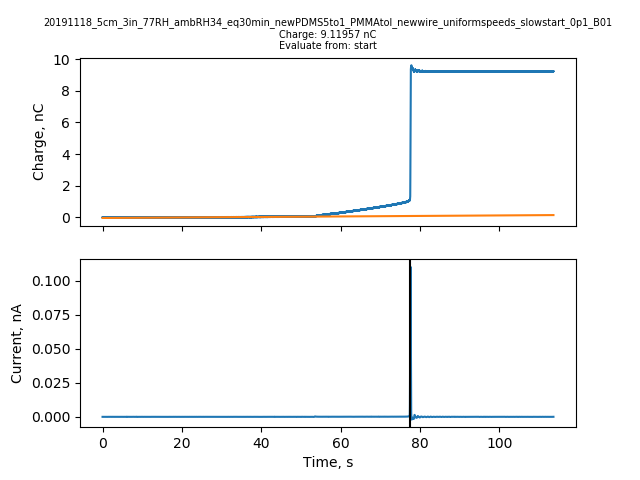 20191118_5cm_3in_77RH_ambRH34_eq30min_newPDMS5to1_PMMAtol_newwire_uniformspeeds_slowstart_0p1_B01
Charge: 9.11957 nC
Evaluate from: start
10
8
6
4
2
0
Charge, nC
0.100
0.075
0.050
0.025
0.000
Current, nA
0 20 40 60 80 100
Time, s